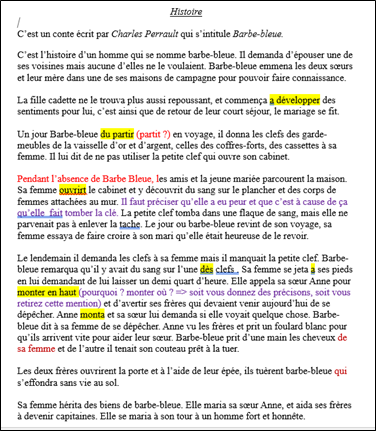 Histoire
/
C'est un conte écrit par Charles Perrault qui s'intitule Barbe-bleue.
C'est l'histoire d'un homme qui se nomme barbe-bleue. Il demanda d'épouser une de
ses voisines mais aucune d'elles ne le voulaient. Barbe-bleue emmena les deux sœurs
et leur mère dans une de ses maisons de campagne pour pouvoir faire connaissance.
La fille cadette ne le trouva plus aussi repoussant, et commença a développer des
sentiments pour lui, c'est ainsi que de retour de leur court séjour, le mariage se fit.
Un jour Barbe-bleue du partir (partit ?) en voyage, il donna les clefs des garde-
meubles de la vaisselle d'or et d'argent, celles des coffres-forts, des cassettes à sa
femme. Il lui dit de ne pas utiliser la petite clef qui ouvre son cabinet.
Pendant l'absence de Barbe Bleue, les amis et la jeune mariée parcourent la maison.
Sa femme ouvrirt le cabinet et y découvrit du sang sur le plancher et des corps de
femmes attachées au mur. Il faut préciser qu'elle a eu peur et que c'est à cause de ça
qu'elle fait tomber la clé. La petite clef tomba dans une flaque de sang, mais elle ne
parvenait pas à enlever la tache. Le jour ou barbe-bleue revint de son voyage, sa
femme essaya de faire croire à son mari qu'elle était heureuse de le revoir.
Le lendemain il demanda les clefs à sa femme mais il manquait la petite clef. Barbe-
bleue remarqua qu'il y avait du sang sur l'une dès clefs . Sa femme se jeta a ses pieds
en lui demandant de lui laisser un demi quart d'heure. Elle appela sa sœur Anne pour
monter en haut (pourquoi ? monter où ? => soit vous donnez des précisons, soit vous
retirez cette mention) et d'avertir ses frères qui devaient venir aujourd'hui de se
dépêcher. Anne monta et sa sœur lui demanda si elle voyait quelque chose. Barbe-
bleue dit à sa femme de se dépêcher. Anne vu les frères et prit un foulard blanc pour
qu'ils arrivent vite pour aider leur sœur. Barbe-bleue prit d'une main les cheveux de
sa femme et de l'autre il tenait son couteau prêt à la tuer.
Les deux frères ouvrirent la porte et à l'aide de leur épée, ils tuèrent barbe-bleue qui
s'effondra sans vie au sol.
Sa femme hérita des biens de barbe-bleue. Elle maria sa sœur Anne, et aida ses frères
à devenir capitaines. Elle se maria à son tour à un homme fort et honnête.